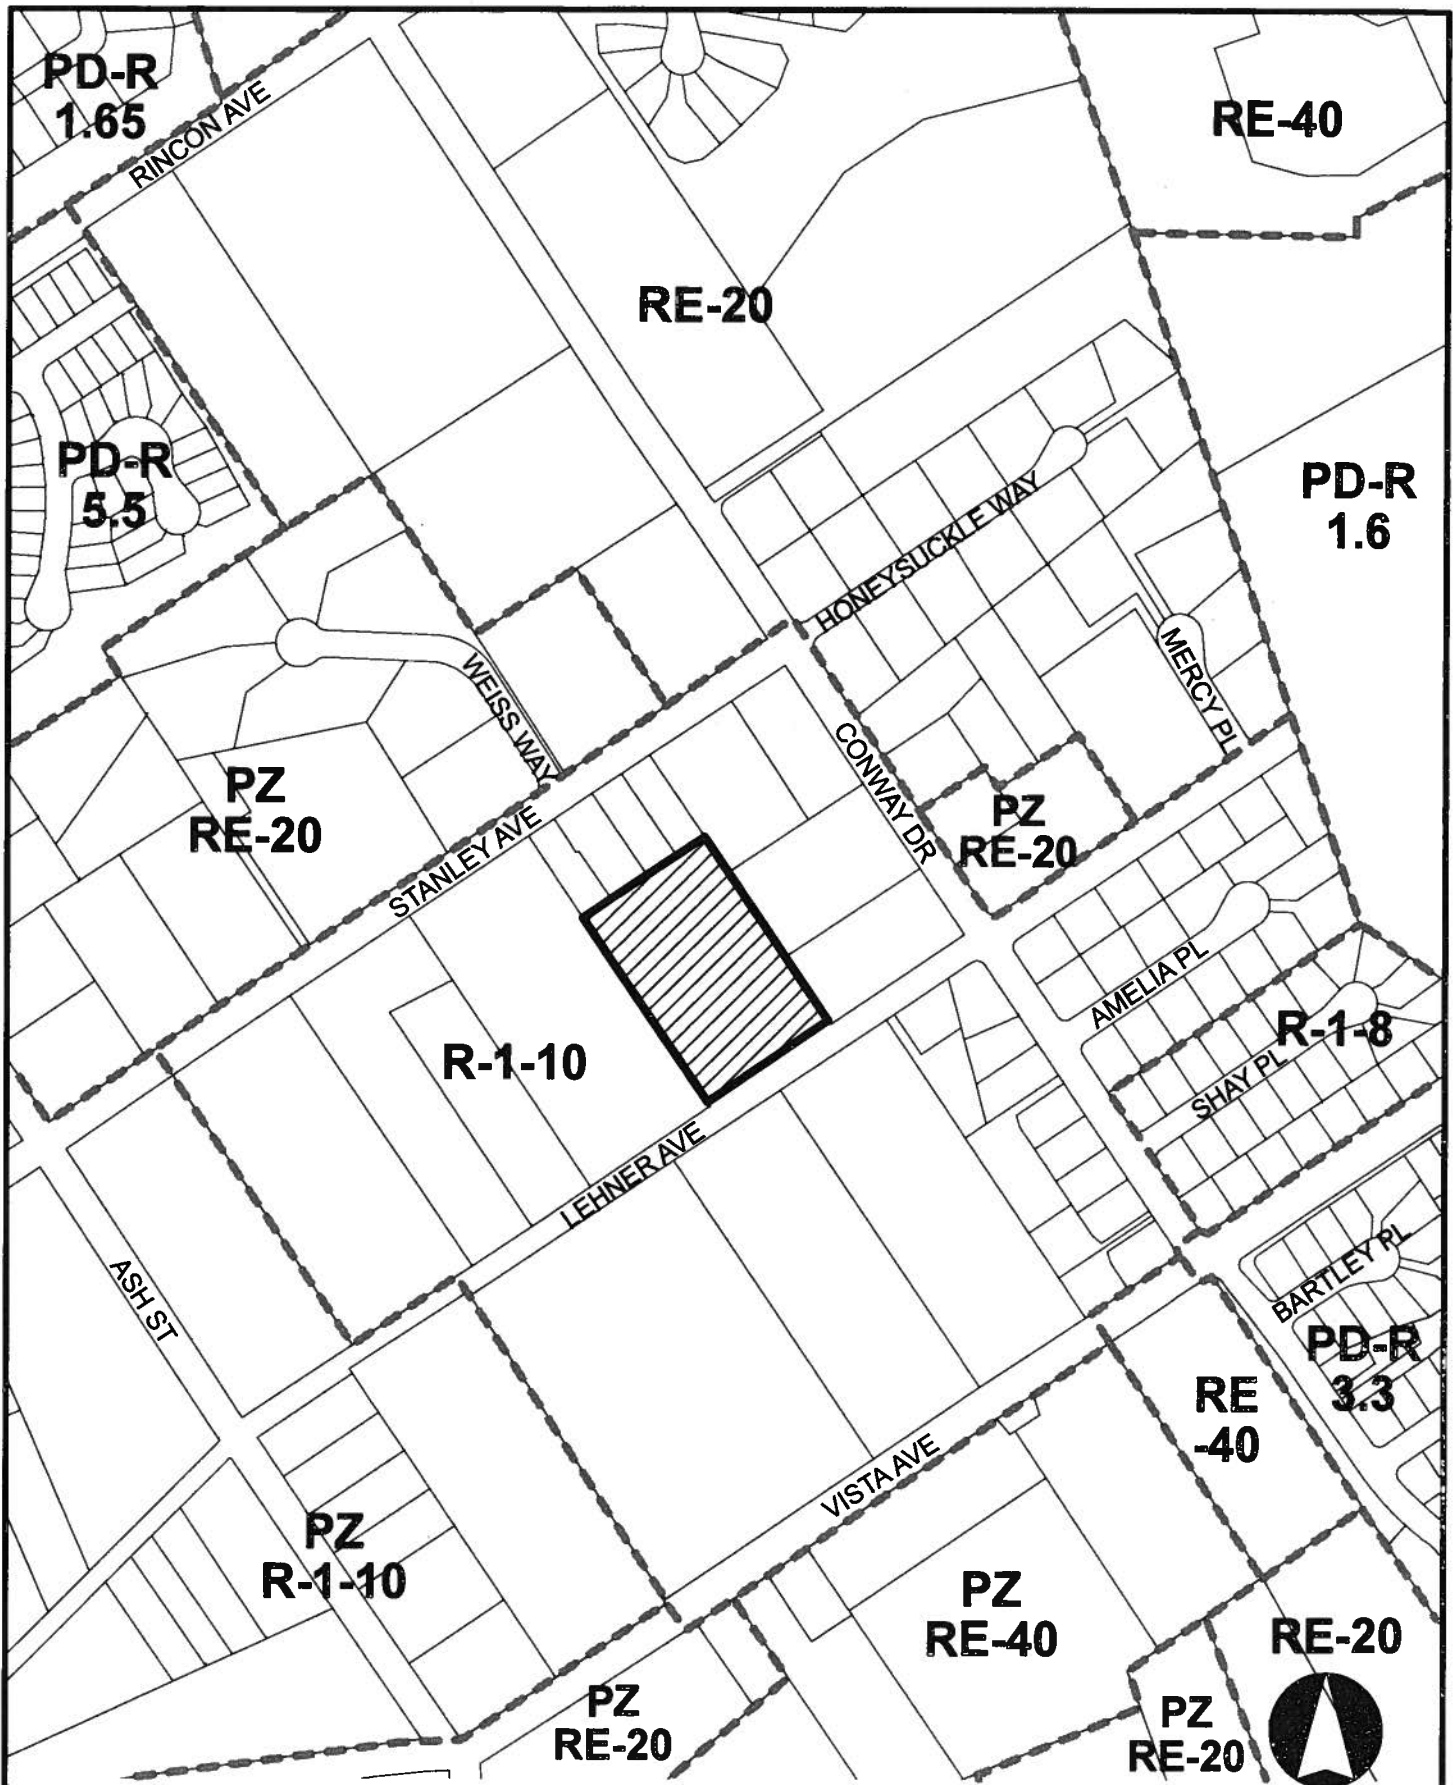 PD-R
1.65
RINCON AVE
RE-40
RE-20
PD-R
5.5
PD-R
1.6
HONEYSUCKLE WAY
MERCY PL
WEISS WAY
CONWAY DR
PZ
RE-20
PZ
RE-20
STANLEY AVE
AMELIA PL
R-1-8
SHAY PL
R-1-10
LEHNER AVE
ASH ST
BARTLEY PL
PD-R
3.3
RE
-40
VISTA AVE
PZ
R-1-10
PZ
RE-40
RE-20
PZ
RE-20
PZ
RE-20